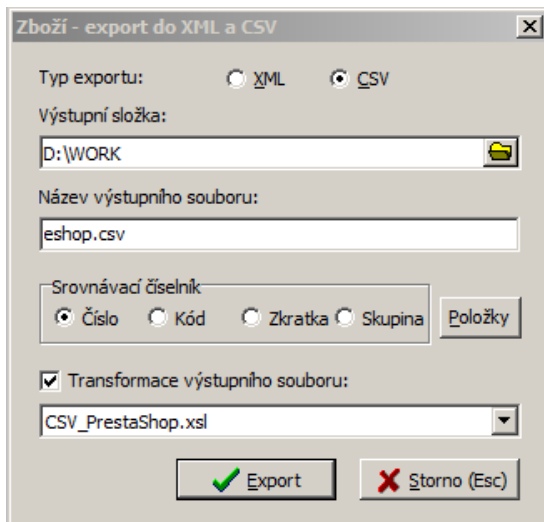 Zboží - export do XML a CSV
Typ exportu: XML CSV
Výstupní složka:
D:\WORK
Název výstupního souboru:
eshop.csv
Srovnávací číselník
Číslo Kód Zkratka Skupina Položky
Transformace výstupního souboru:
CSV_PrestaShop.xsl
Export Storno (Esc)